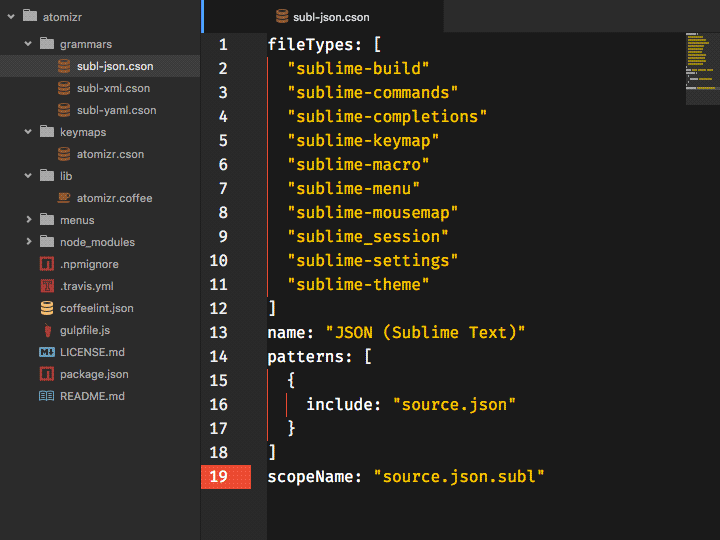 atomizr
grammars
subl-json.cson
subl-xml.cson
subl-yaml.cson
keymaps
atomizr.cson
lib
atomizr.coffee
menus
node_modules
.npmignore
.travis.yml
coffeelint.json
gulpfile.js
LICENSE.md
package.json
README.md
subl-json.cson
1 fileTypes: [
2 "sublime-build"
3 "sublime-commands"
4 "sublime-completions"
5 "sublime-keymap"
6 "sublime-macro"
7 "sublime-menu"
8 "sublime-mousemap"
9 "sublime_session"
10 "sublime-settings"
11 "sublime-theme"
12 ]
13 name: "JSON (Sublime Text)"
14 patterns: [
15 {
16 include: "source.json"
17 }
18 ]
19 scopeName: "source.json.subl"